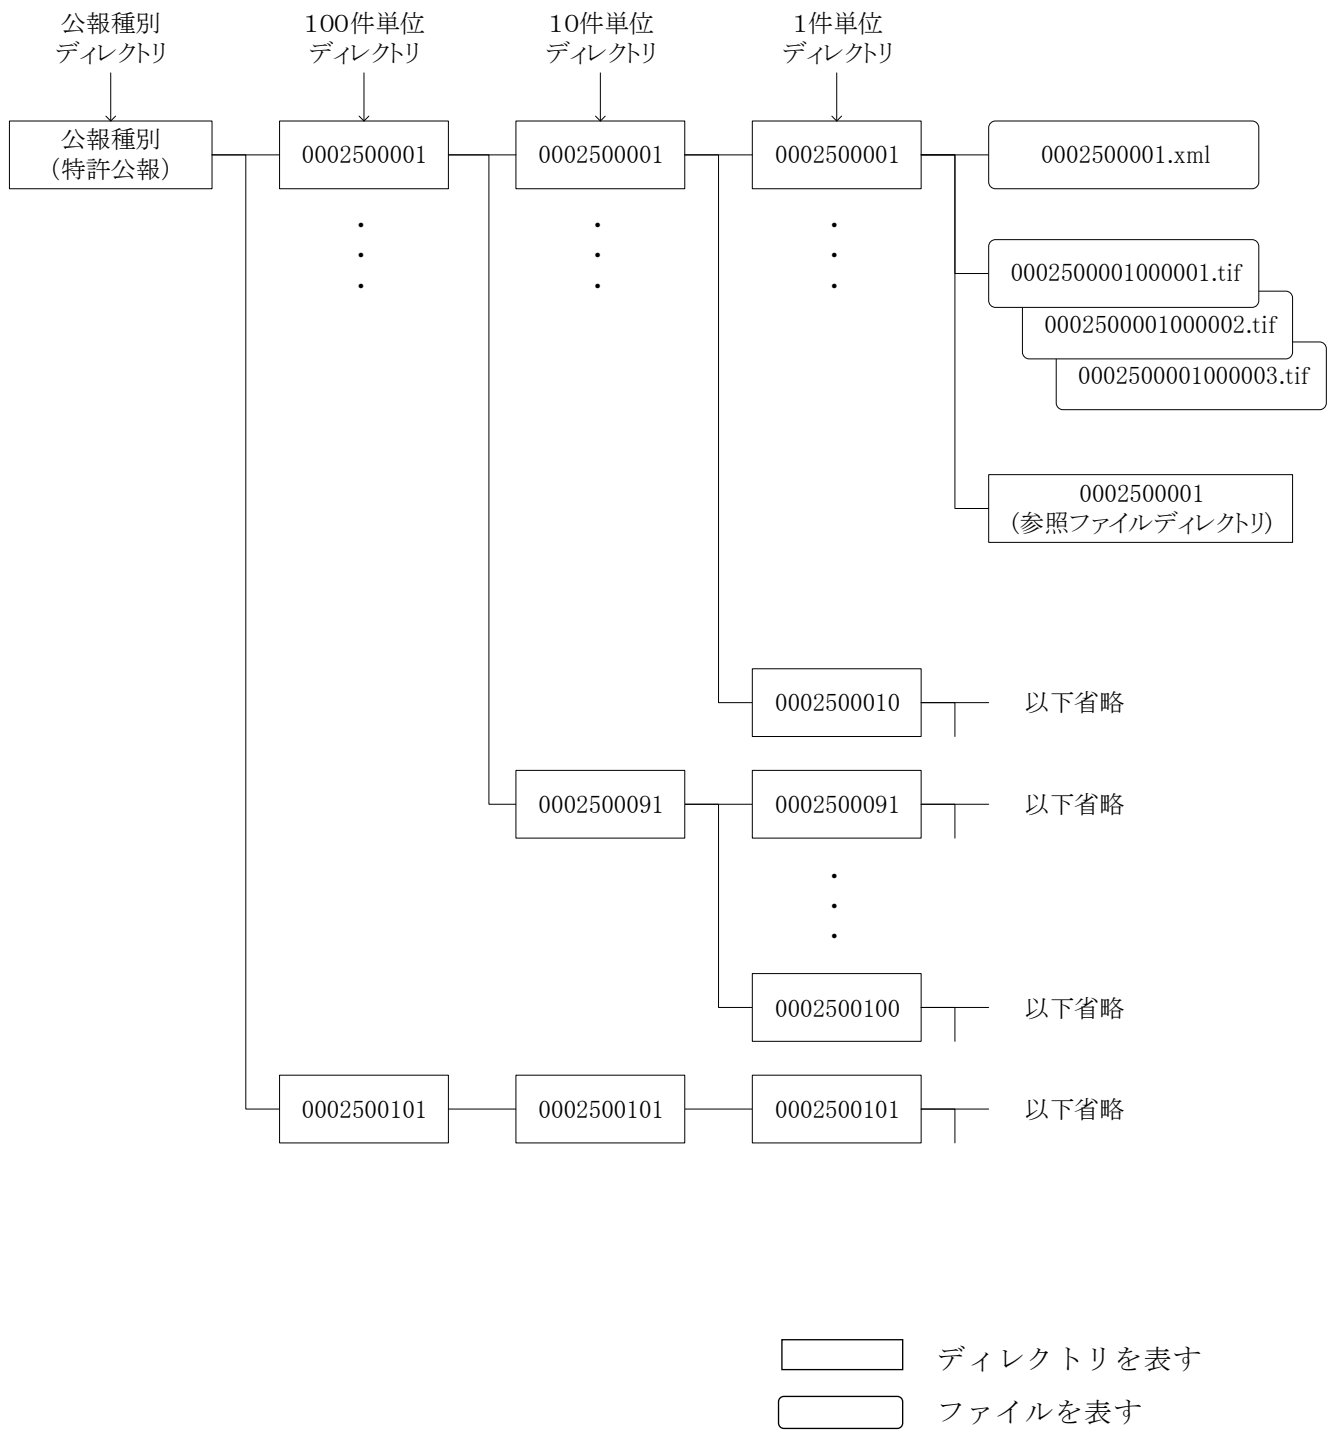 公報種別
ディレクトリ
100件単位
ディレクトリ
10件単位
ディレクトリ
1件単位
ディレクトリ
公報種別
(特許公報)
0002500001
0002500001
0002500001
0002500001.xml
0002500001000001.tif
0002500001000002.tif
0002500001000003.tif
0002500001
(参照ファイルディレクトリ)
0002500010
以下省略
0002500091
0002500091
以下省略
0002500100
以下省略
0002500101
0002500101
0002500101
以下省略
ディレクトリを表す
ファイルを表す